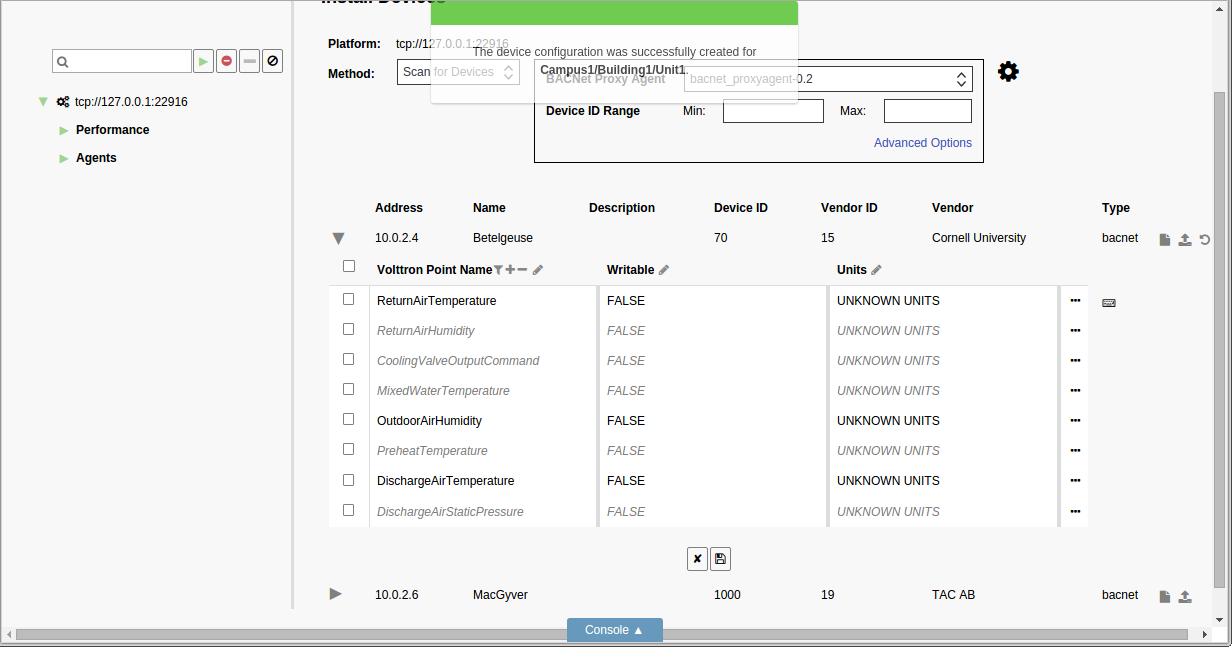 Install Devices
The device configuration was successfully created for
Campus1/Building1/Unit1.
Platform: tcp://127.0.0.1:22916
Method: Scan for Devices
BACNet Proxy Agent bacnet_proxyagent-0.2
Device ID Range Min: Max:
Advanced Options
tcp://127.0.0.1:22916
Performance
Agents
Address Name Description Device ID Vendor ID Vendor Type
10.0.2.4 Betelgeuse 70 15 Cornell University bacnet
Volttron Point Name Writable Units
ReturnAirTemperature FALSE UNKNOWN UNITS
ReturnAirHumidity FALSE UNKNOWN UNITS
CoolingValveOutputCommand FALSE UNKNOWN UNITS
MixedWaterTemperature FALSE UNKNOWN UNITS
OutdoorAirHumidity FALSE UNKNOWN UNITS
PreheatTemperature FALSE UNKNOWN UNITS
DischargeAirTemperature FALSE UNKNOWN UNITS
DischargeAirStaticPressure FALSE UNKNOWN UNITS
10.0.2.6 MacGyver 1000 19 TAC AB bacnet
Console ▲